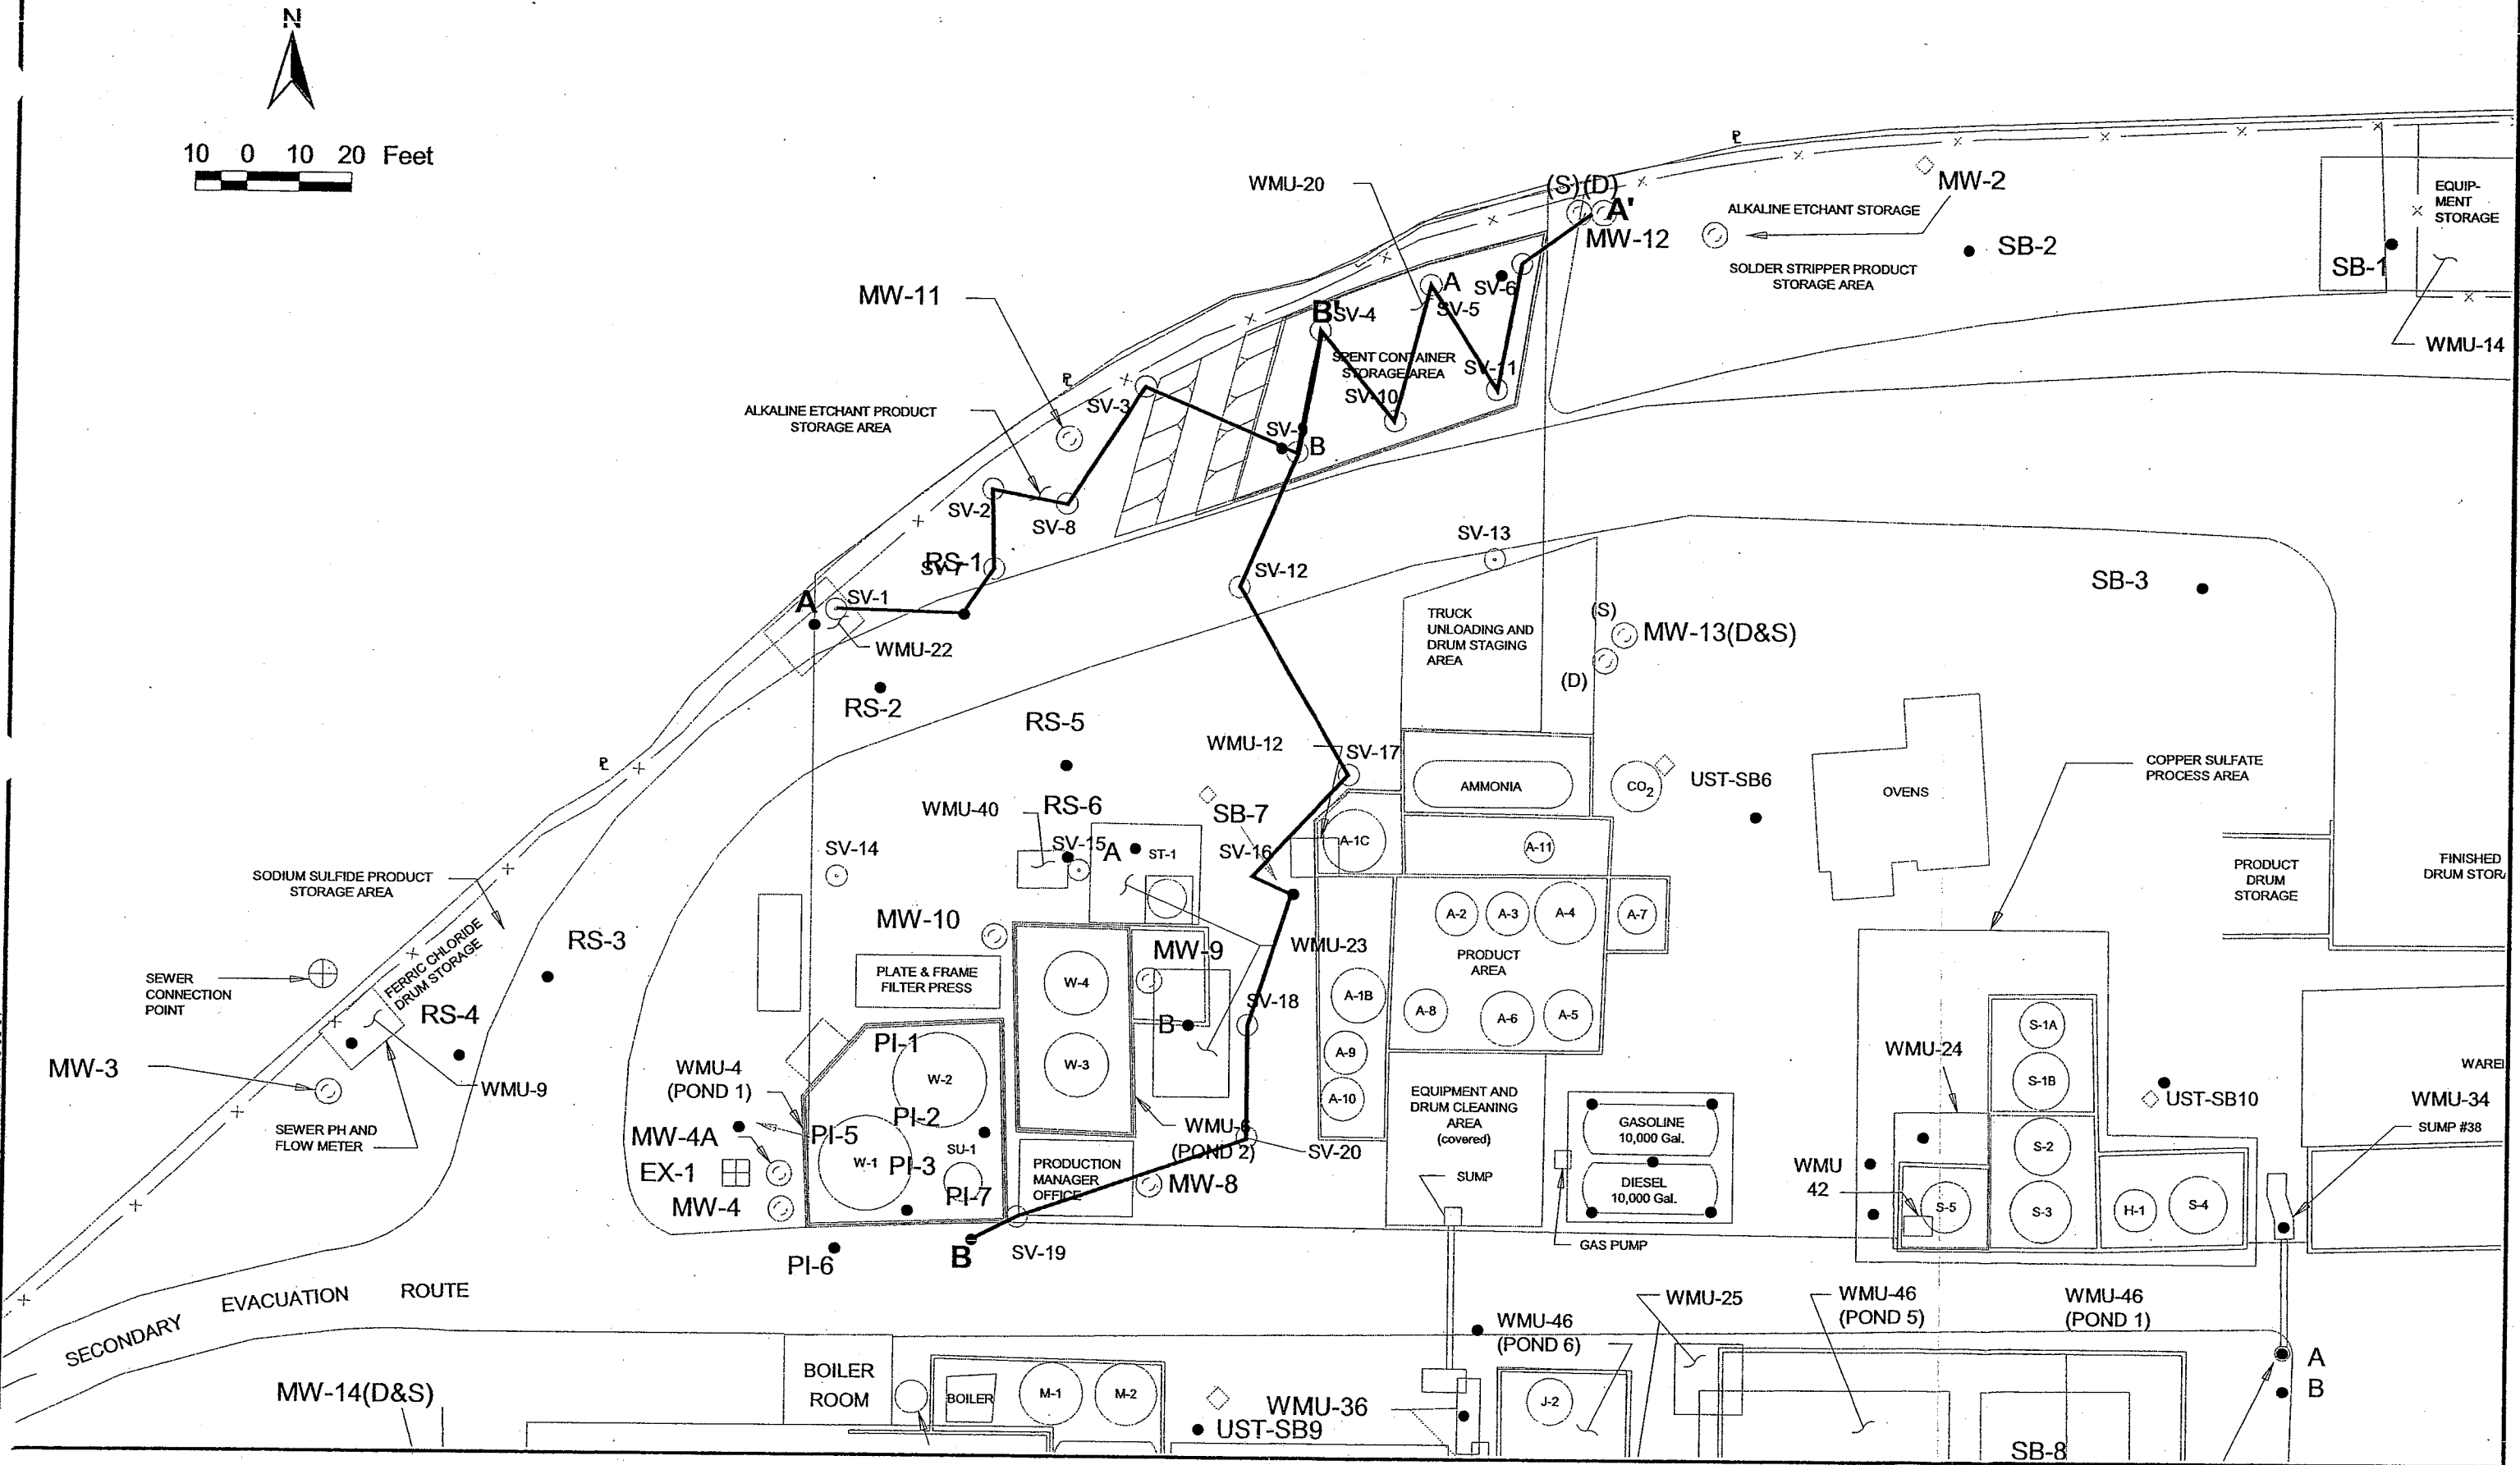 N
10 0 10 20 Feet
℄
WMU-20
(S)(D)
A'
MW-12
MW-2
ALKALINE ETCHANT STORAGE
SOLDER STRIPPER PRODUCT
STORAGE AREA
SB-2
SB-1
EQUIP-
MENT
STORAGE
WMU-14
MW-11
℄
ALKALINE ETCHANT PRODUCT
STORAGE AREA
SV-3
B'
SV-4
A
SV-5
SV-6
SPENT CONTAINER
STORAGE AREA
SV-10
SV-11
B
SV-2
SV-8
RS-1
SV-7
A
SV-1
WMU-22
SV-12
SV-13
SB-3
RS-2
RS-5
TRUCK
UNLOADING AND
DRUM STAGING
AREA
(S)
MW-13(D&S)
(D)
℄
WMU-12
SV-17
AMMONIA
CO2
UST-SB6
OVENS
COPPER SULFATE
PROCESS AREA
WMU-40
RS-6
SB-7
SV-14
SV-15
A
ST-1
SV-16
A-1C
A-11
SODIUM SULFIDE PRODUCT
STORAGE AREA
PRODUCT
DRUM
STORAGE
FINISHED
RS-3
FERRIC CHLORIDE
DRUM STORAGE
MW-10
MW-9
WMU-23
A-2
A-3
A-4
A-7
PRODUCT
AREA
SEWER
CONNECTION
POINT
RS-4
PLATE & FRAME
FILTER PRESS
W-4
SV-18
B
A-1B
A-8
A-6
A-5
MW-3
WMU-9
SEWER PH AND
FLOW METER
WMU-4
(POND 1)
PI-1
W-2
W-3
A-9
A-10
S-1A
S-1B
WMU-24
UST-SB10
WMU-34
SUMP #38
MW-4A
PI-5
PI-2
W-1
PI-3
SU-1
PI-7
EX-1
MW-4
WMU-6
(POND 2)
PRODUCTION
MANAGER
OFFICE
MW-8
SV-20
EQUIPMENT AND
DRUM CLEANING
AREA
(covered)
SUMP
GASOLINE
10,000 Gal.
DIESEL
10,000 Gal.
GAS PUMP
WMU
42
S-5
S-2
S-3
H-1
S-4
PI-6
B
SV-19
SECONDARY EVACUATION ROUTE
WMU-46
(POND 6)
WMU-25
WMU-46
(POND 5)
WMU-46
(POND 1)
A
B
MW-14(D&S)
BOILER
ROOM
BOILER
M-1
M-2
UST-SB9
WMU-36
J-2
SB-8